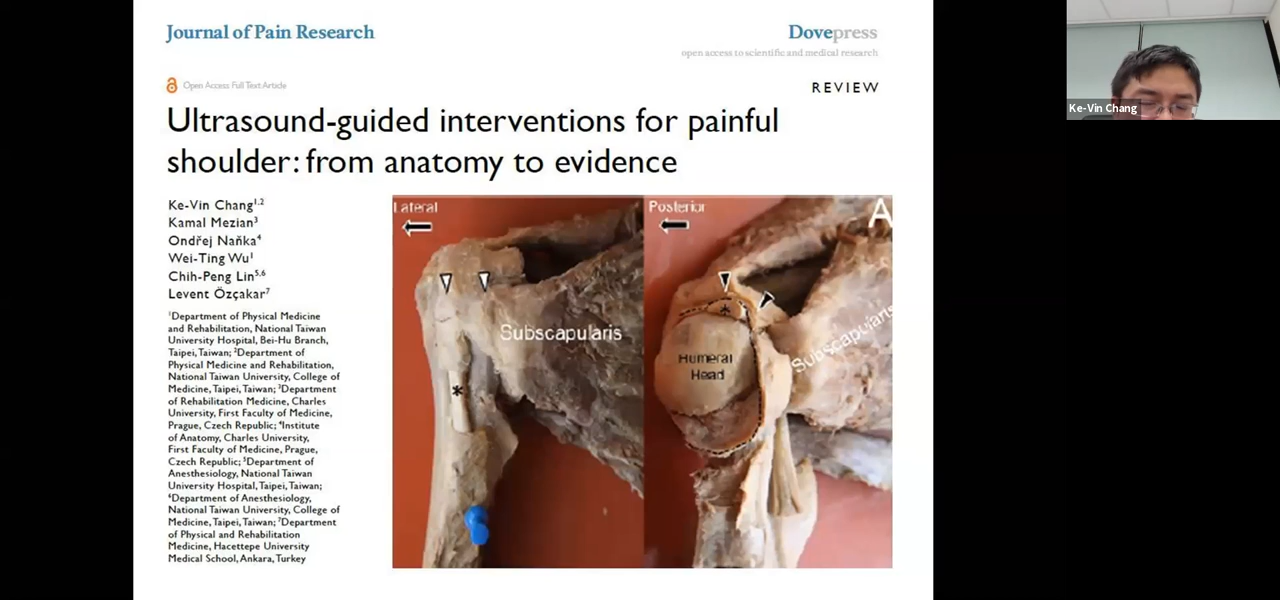 Journal of Pain Research
Dovepress
open access to scientific and medical research
Open Access Full Text Article
REVIEW
Ultrasound-guided interventions for painful
shoulder: from anatomy to evidence
Ke-Vin Chang1,2
Kamal Mezian3
Ondřej Naňka4
Wei-Ting Wu1
Chih-Peng Lin5,6
Levent Özçakar7
1Department of Physical Medicine
and Rehabilitation, National Taiwan
University Hospital, Bei-Hu Branch,
Taipei, Taiwan; 2Department of
Physical Medicine and Rehabilitation,
National Taiwan University, College of
Medicine, Taipei, Taiwan; 3Department
of Rehabilitation Medicine, Charles
University, First Faculty of Medicine,
Prague, Czech Republic; 4Institute
of Anatomy, Charles University,
First Faculty of Medicine, Prague,
Czech Republic; 5Department of
Anesthesiology, National Taiwan
University Hospital, Taipei, Taiwan;
6Department of Anesthesiology,
National Taiwan University, College of
Medicine, Taipei, Taiwan; 7Department
of Physical and Rehabilitation
Medicine, Hacettepe University
Medical School, Ankara, Turkey
Lateral
Subscapularis
*
Posterior
A
*
Humeral
Head
Subscapularis
Ke-Vin Chang